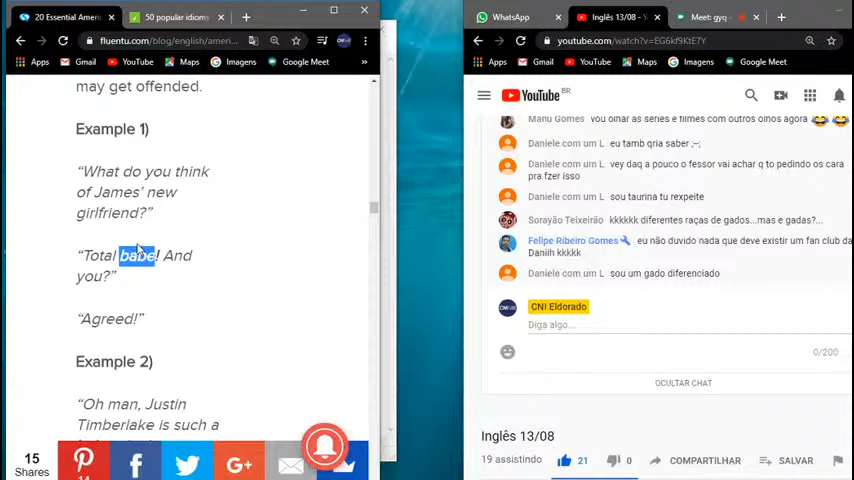 20 Essential Ameri
50 popular idioms
fluentu.com/blog/english/ameri...
Apps
Gmail
YouTube
Maps
Imagens
Google Meet
may get offended.
Example 1)
“What do you think
of James’ new
girlfriend?”
“Total babe! And
you?”
“Agreed!”
Example 2)
“Oh man, Justin
Timberlake is such a
15
Shares
14
WhatsApp
Inglês 13/08 -
Meet: gyq-
youtube.com/watch?v=EG6kf9KtE7Y
Apps
Gmail
YouTube
Maps
Imagens
Google Meet
YouTube BR
Manu Gomes vou olhar as séries e filmes com outros olhos agora
Daniele com um L eu tamb qria saber ;--;
Daniele com um L vey daq a pouco o fessor vai achar q to pedindo os cara
pra fzer isso
Daniele com um L sou taurina tu rexpeite
Sorayão Teixeirão kkkkkk diferentes raças de gados...mas e gadas?...
Felipe Ribeiro Gomes eu não duvido nada que deve existir um fan club da
Daniih kkkkk
Daniele com um L sou um gado diferenciado
CNI Eldorado
Diga algo...
0/200
OCULTAR CHAT
Inglês 13/08
19 assistindo
21
0
COMPARTILHAR
SALVAR